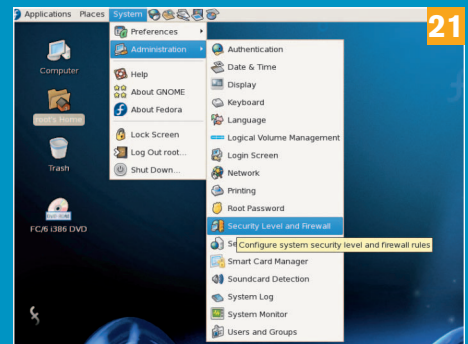 Applications Places System
21
Preferences
Administration
Help
About GNOME
About Fedora
Lock Screen
Log Out root...
Shut Down...
Authentication
Date & Time
Display
Keyboard
Language
Logical Volume Management
Login Screen
Network
Printing
Root Password
Security Level and Firewall
Se
Configure system security level and firewall rules
Smart Card Manager
Soundcard Detection
System Log
System Monitor
Users and Groups
Computer
root's Home
Trash
FC/6 i386 DVD